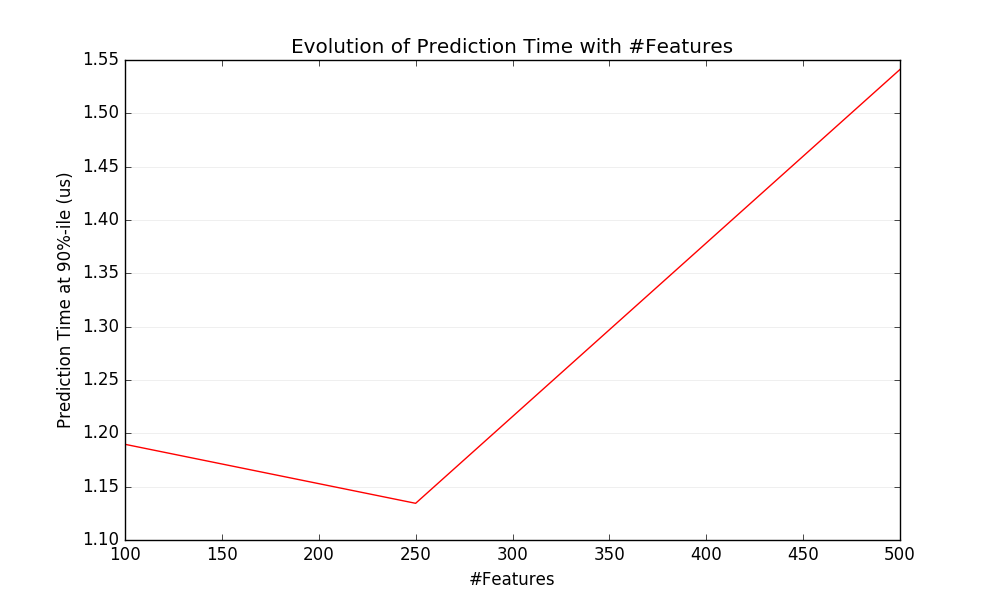 Evolution of Prediction Time with #Features
1.55
1.50
1.45
1.40
1.35
1.30
1.25
1.20
1.15
1.10
Prediction Time at 90%-ile (us)
100 150 200 250 300 350 400 450 500
#Features